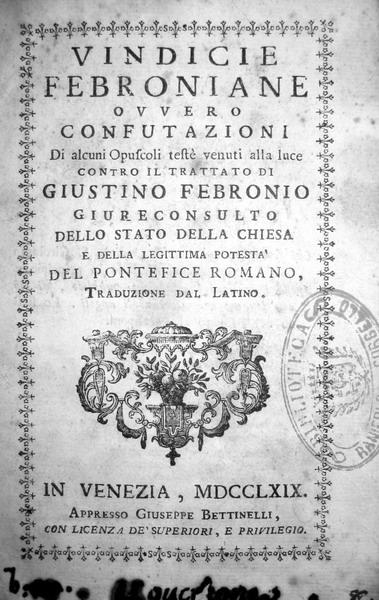 VINDICIE
FEBRONIANE
OVVERO
CONFUTAZIONI
Di alcuni Opuscoli testè venuti alla luce
CONTRO IL TRATTATO DI
GIUSTINO FEBRONIO
GIURECONSULTO
DELLO STATO DELLA CHIESA
E DELLA LEGITTIMA POTESTA'
DEL PONTEFICE ROMANO,
TRADUZIONE DAL LATINO.
IN VENEZIA, MDCCLXIX.
APPRESSO GIUSEPPE BETTINELLI,
CON LICENZA DE' SUPERIORI, E PRIVILEGIO.